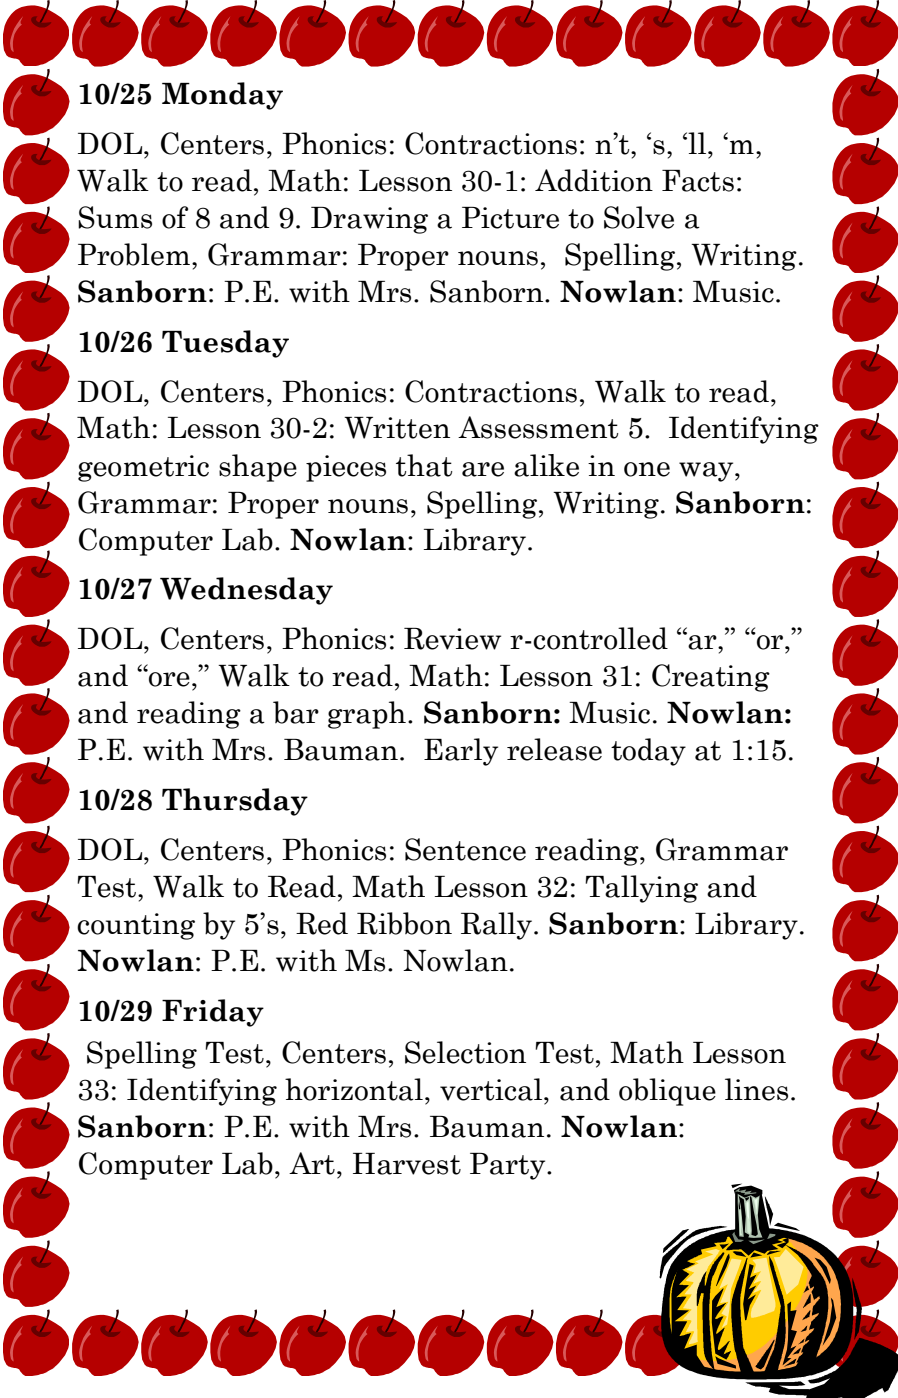 10/25 Monday
DOL, Centers, Phonics: Contractions: n’t, ‘s, ‘ll, ‘m,
Walk to read, Math: Lesson 30-1: Addition Facts:
Sums of 8 and 9. Drawing a Picture to Solve a
Problem, Grammar: Proper nouns,  Spelling, Writing.
Sanborn: P.E. with Mrs. Sanborn. Nowlan: Music.
10/26 Tuesday
DOL, Centers, Phonics: Contractions, Walk to read,
Math: Lesson 30-2: Written Assessment 5.  Identifying
geometric shape pieces that are alike in one way,
Grammar: Proper nouns, Spelling, Writing. Sanborn:
Computer Lab. Nowlan: Library.
10/27 Wednesday
DOL, Centers, Phonics: Review r-controlled “ar,” “or,”
and “ore,” Walk to read, Math: Lesson 31: Creating
and reading a bar graph. Sanborn: Music. Nowlan:
P.E. with Mrs. Bauman.  Early release today at 1:15.
10/28 Thursday
DOL, Centers, Phonics: Sentence reading, Grammar
Test, Walk to Read, Math Lesson 32: Tallying and
counting by 5’s, Red Ribbon Rally. Sanborn: Library.
Nowlan: P.E. with Ms. Nowlan.
10/29 Friday
Spelling Test, Centers, Selection Test, Math Lesson
33: Identifying horizontal, vertical, and oblique lines.
Sanborn: P.E. with Mrs. Bauman. Nowlan:
Computer Lab, Art, Harvest Party.